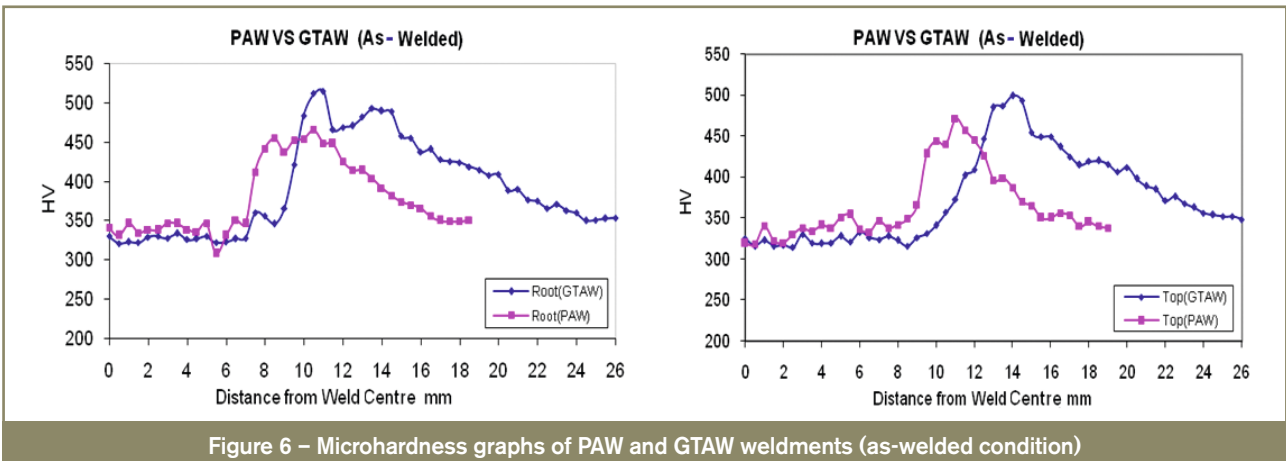 PAW VS GTAW (As - Welded)
550
500
450
400
350
300
250
200
HV
Root(GTAW)
Root(PAW)
0 2 4 6 8 10 12 14 16 18 20 22 24 26
Distance from Weld Centre mm
PAW VS GTAW (As - Welded)
550
500
450
400
350
300
250
200
HV
Top(GTAW)
Top(PAW)
0 2 4 6 8 10 12 14 16 18 20 22 24 26
Distance from Weld Centre mm
Figure 6 – Microhardness graphs of PAW and GTAW weldments (as-welded condition)